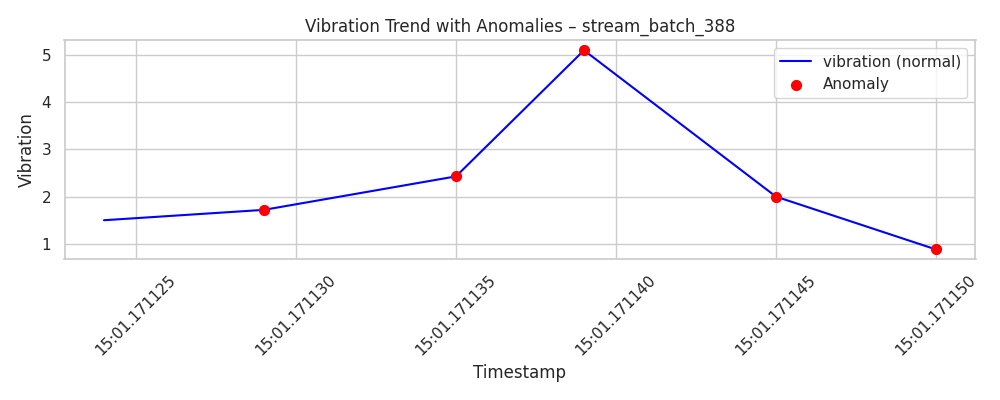 Vibration Trend with Anomalies – stream_batch_388
vibration (normal)
Anomaly
Vibration
5
4
3
2
1
15:01.171125
15:01.171130
15:01.171135
15:01.171140
15:01.171145
15:01.171150
Timestamp